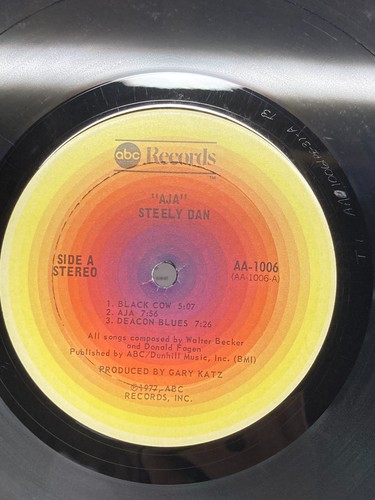 abc Records
TM
"AJA"
STEELY DAN
SIDE A
STEREO
AA-1006
(AA-1006-A)
1. BLACK COW 5:07
2. AJA 7:56
3. DEACON BLUES 7:26
All songs composed by Walter Becker
and Donald Fagen
Published by ABC/Dunhill Music, Inc. (BMI)
PRODUCED BY GARY KATZ
℗1977, ABC
RECORDS, INC.